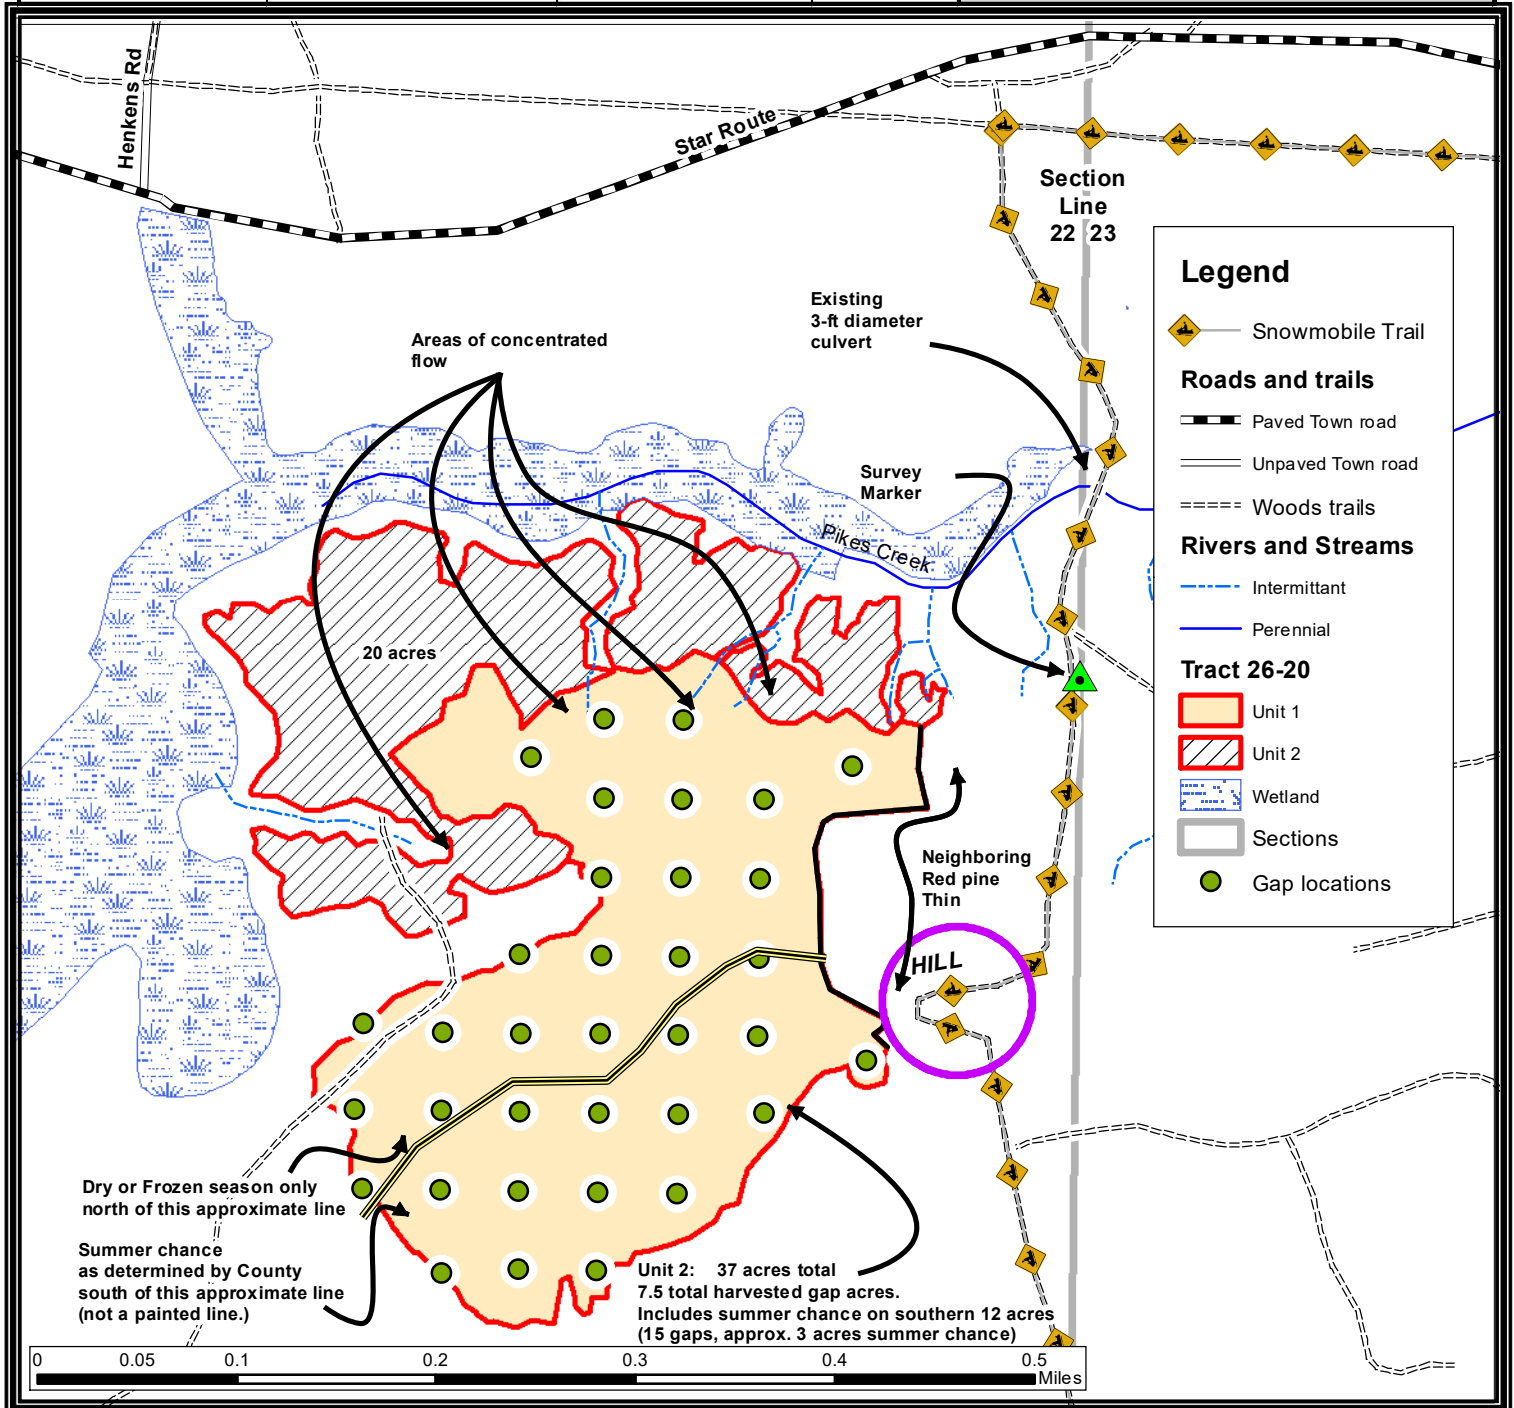 Henkens Rd
Star Route
Section
Line
22 23
Existing
3-ft diameter
culvert
Areas of concentrated
flow
Survey
Marker
Pikes Creek
20 acres
Neighboring
Red pine
Thin
HILL
Dry or Frozen season only
north of this approximate line
Summer chance
as determined by County
south of this approximate line
(not a painted line.)
Unit 2: 37 acres total
7.5 total harvested gap acres.
Includes summer chance on southern 12 acres
(15 gaps, approx. 3 acres summer chance)
Legend
Snowmobile Trail
Roads and trails
Paved Town road
Unpaved Town road
Woods trails
Rivers and Streams
Intermittant
Perennial
Tract 26-20
Unit 1
Unit 2
Wetland
Sections
Gap locations
0 0.05 0.1 0.2 0.3 0.4 0.5
Miles